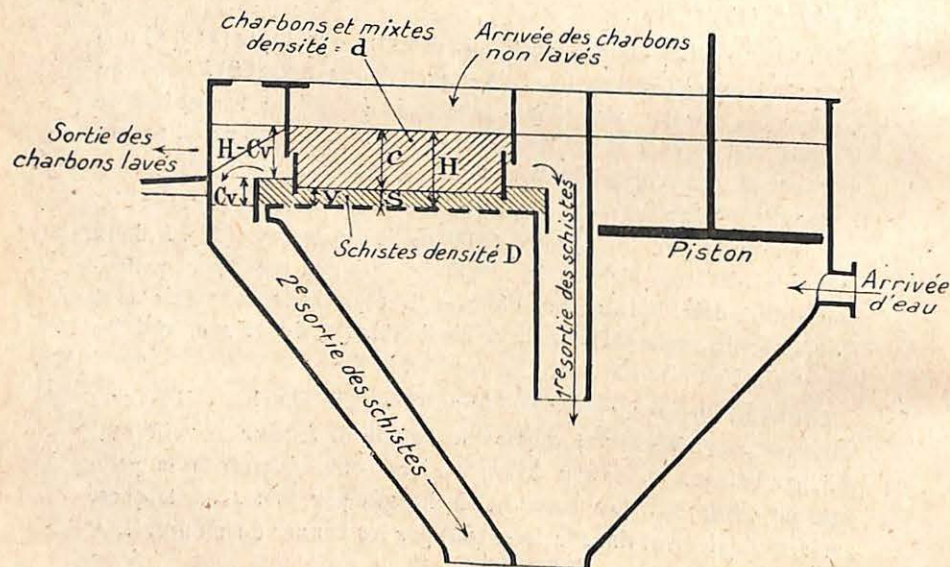 charbons et mixtes
densité = d
Arrivée des charbons
non lavés
Sortie des
charbons lavés
H-Cv
C
H
Cv
y
S
Schistes densité D
Piston
Arrivée
d'eau
2e sortie des schistes
1re sortie des schistes